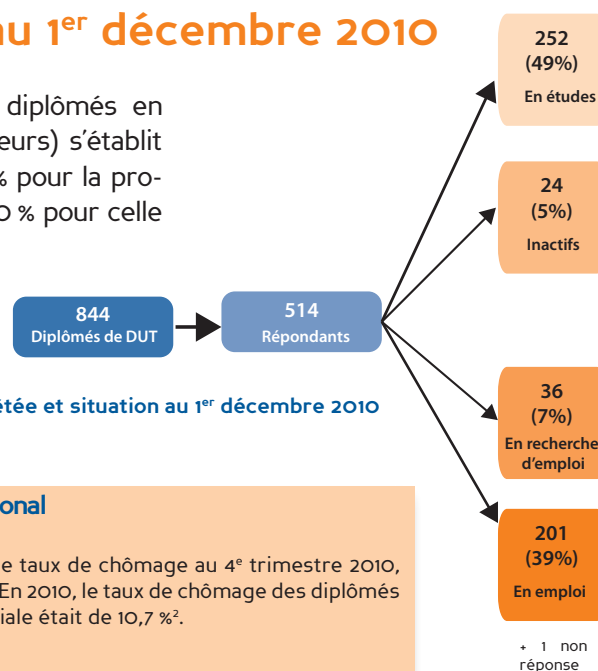 au 1er décembre 2010
diplômés en
eurs) s'établit
% pour la pro-
0 % pour celle
844
Diplômés de DUT
514
Répondants
252
(49%)
En études
24
(5%)
Inactifs
36
(7%)
En recherche
d'emploi
201
(39%)
En emploi
+ 1 non
réponse
êtée et situation au 1er décembre 2010
onal
e taux de chômage au 4e trimestre 2010,
En 2010, le taux de chômage des diplômés
iale était de 10,7 %2.